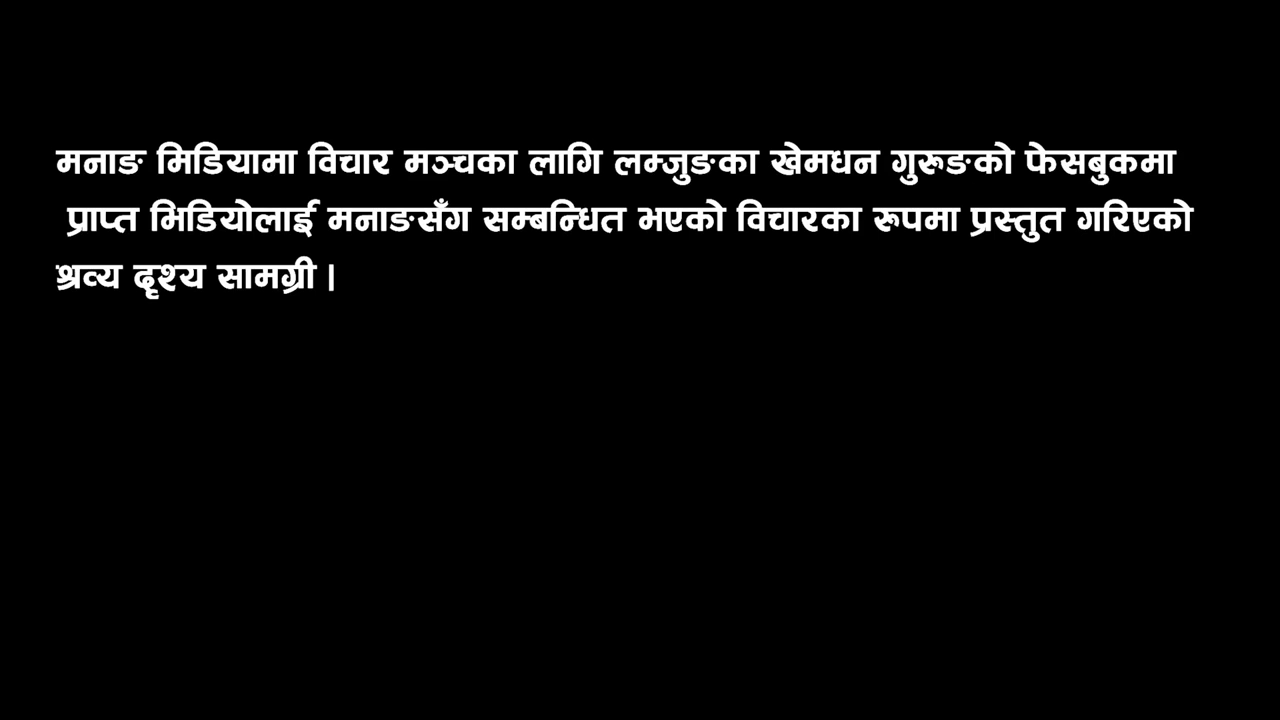 मनाङ मिडियामा विचार मञ्चका लागि लम्जुङका खेमधन गुरूङको फेसबुकमा
प्राप्त भिडियोलाई मनाङसँग सम्बन्धित भएको विचारका रूपमा प्रस्तुत गरिएको
श्रव्य दृश्य सामग्री ।